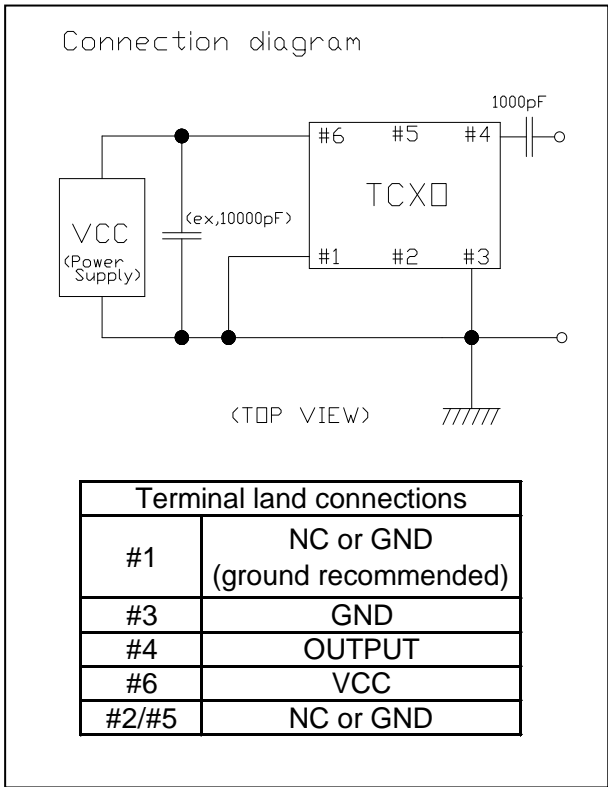 Connection diagram
1000pF
#6 #5 #4
TCXO
(ex,10000pF)
VCC
(Power
Supply)
#1 #2 #3
(TOP VIEW)
Terminal land connections
#1 NC or GND
(ground recommended)
#3 GND
#4 OUTPUT
#6 VCC
#2/#5 NC or GND